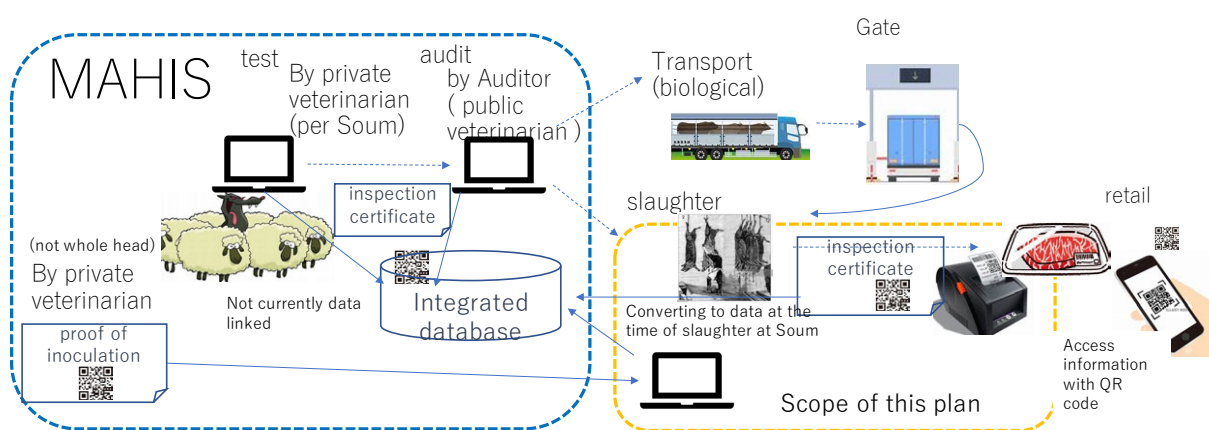 MAHIS
test
By private
veterinarian
(per Soum)
audit
by Auditor
( public
veterinarian )
inspection
certificate
(not whole head)
By private
veterinarian
Not currently data
linked
Integrated
database
proof of
inoculation
Transport
(biological)
Gate
slaughter
inspection
certificate
Converting to data at the
time of slaughter at Soum
retail
Access
information
with QR
code
Scope of this plan